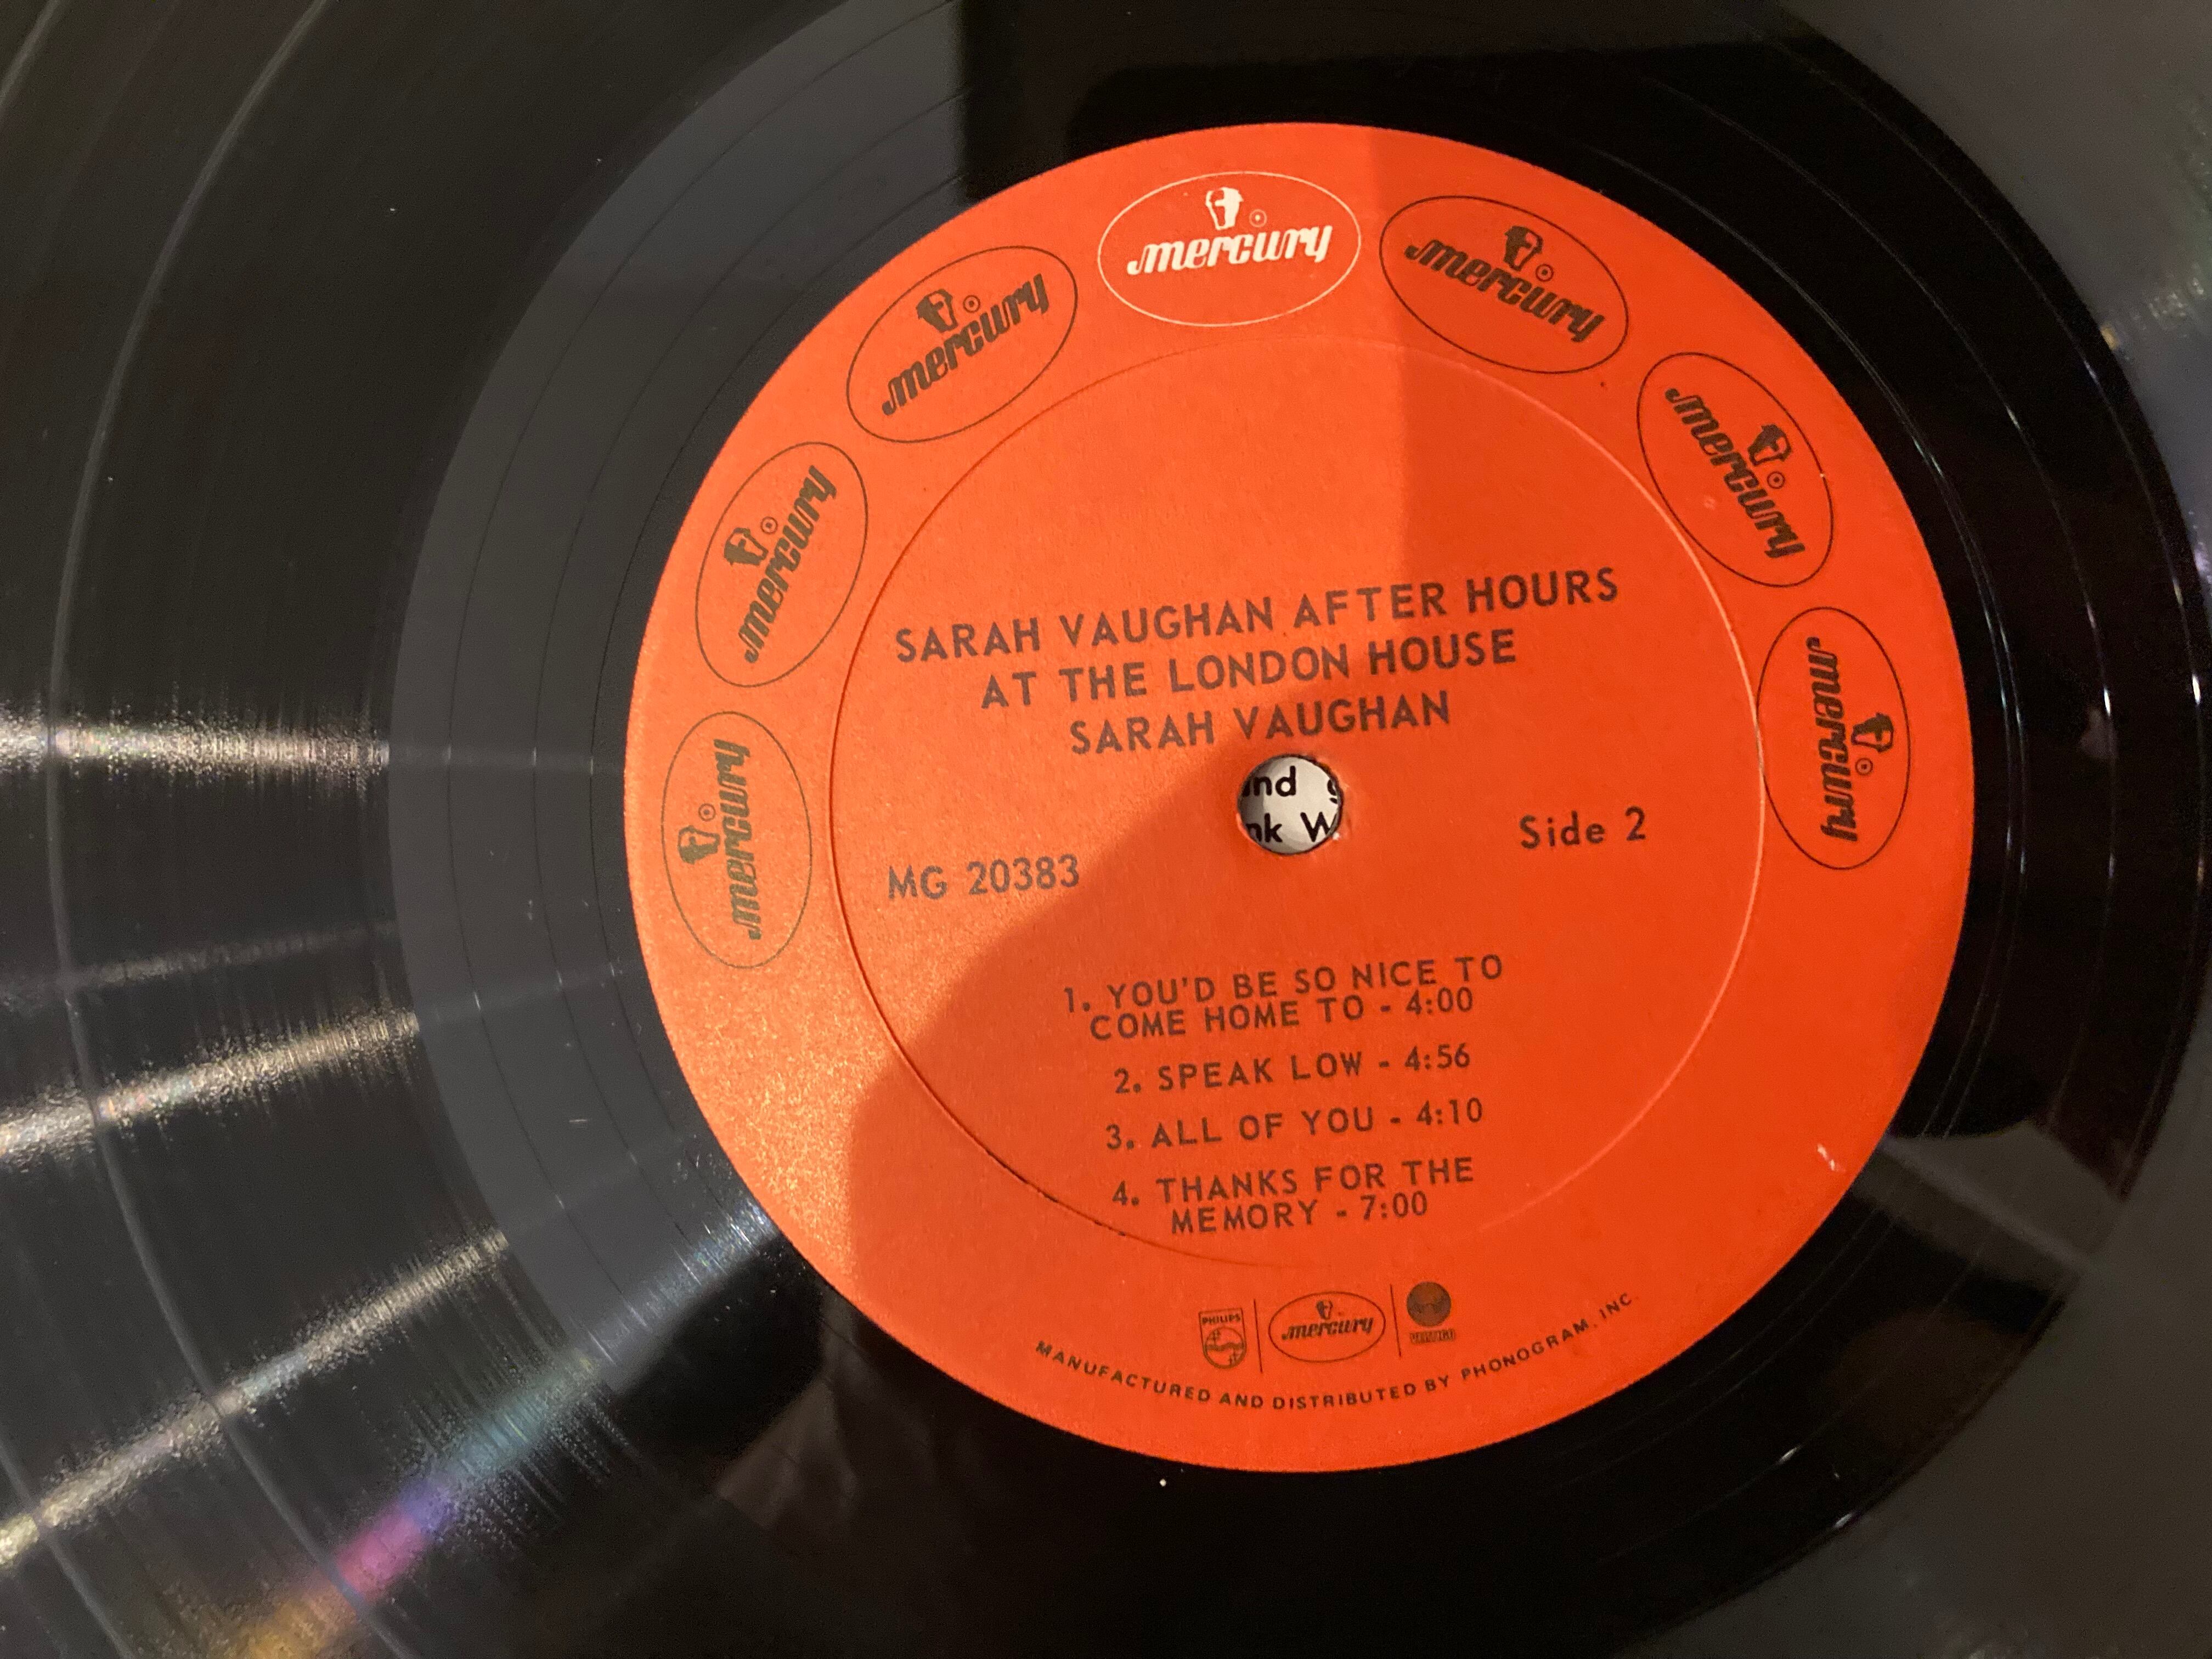 mercury
mercury
mercury
mercury
mercury
mercury
mercury
SARAH VAUGHAN AFTER HOURS
AT THE LONDON HOUSE
SARAH VAUGHAN
nd
nk W
MG 20383
Side 2
1. YOU'D BE SO NICE TO
COME HOME TO - 4:00
2. SPEAK LOW - 4:56
3. ALL OF YOU - 4:10
4. THANKS FOR THE
MEMORY - 7:00
PHILIPS
mercury
VERTIGO
MANUFACTURED AND DISTRIBUTED BY PHONOGRAM, INC.